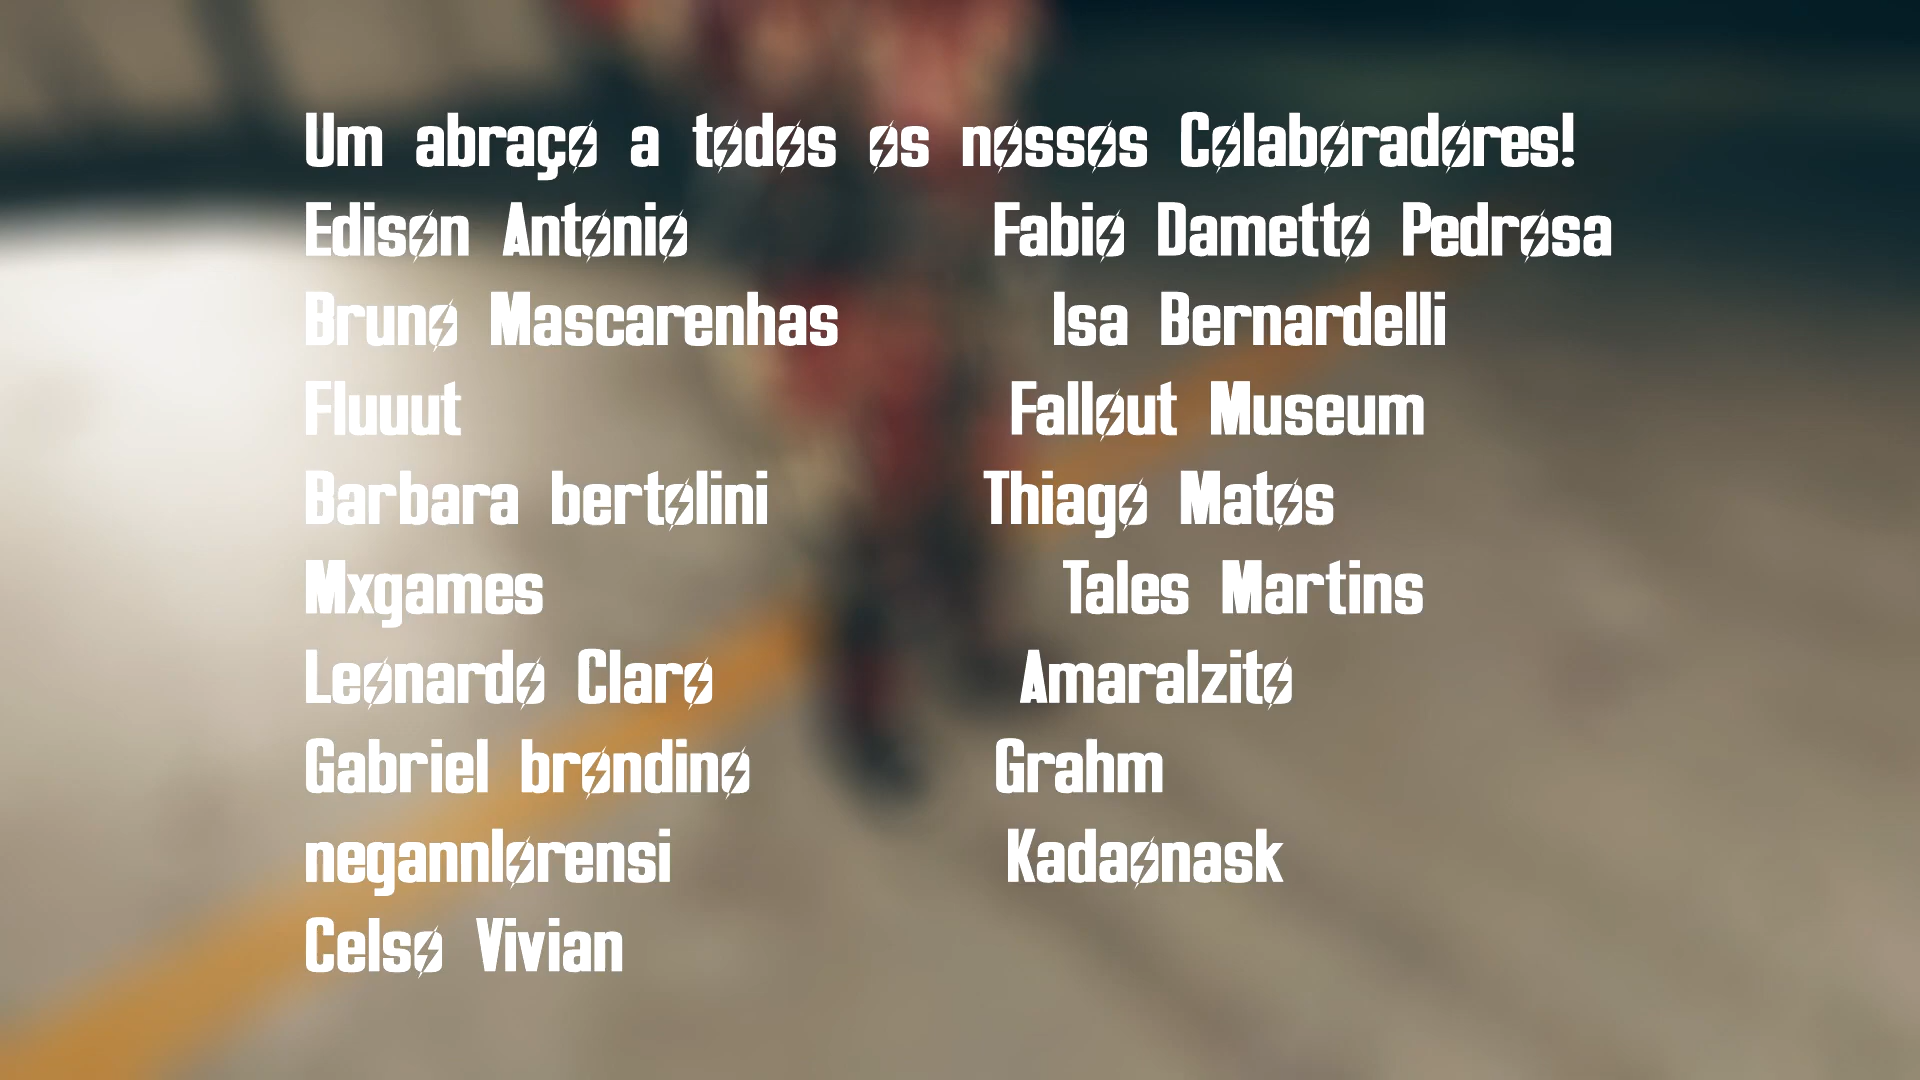 Um abraço a todos os nossos Colaboradores!
Edison Antonio Fabio Dametto Pedrosa
Bruno Mascarenhas Isa Bernardelli
Fluuut Fallout Museum
Barbara bertolini Thiago Matos
Mxgames Tales Martins
Leonardo Claro Amaralzito
Gabriel brondino Grahm
negannlorensi Kadaonask
Celso Vivian